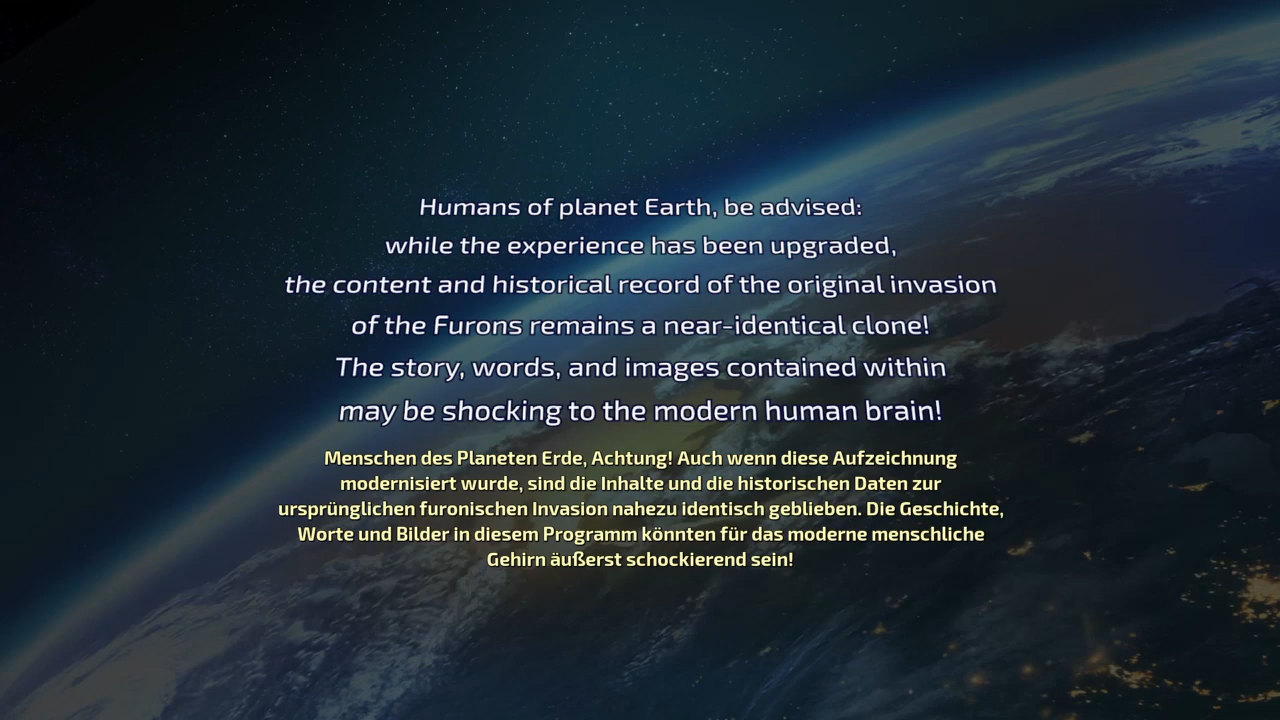 Humans of planet Earth, be advised:
while the experience has been upgraded,
the content and historical record of the original invasion
of the Furons remains a near-identical clone!
The story, words, and images contained within
may be shocking to the modern human brain!
Menschen des Planeten Erde, Achtung! Auch wenn diese Aufzeichnung
modernisiert wurde, sind die Inhalte und die historischen Daten zur
ursprünglichen furonischen Invasion nahezu identisch geblieben. Die Geschichte,
Worte und Bilder in diesem Programm könnten für das moderne menschliche
Gehirn äußerst schockierend sein!